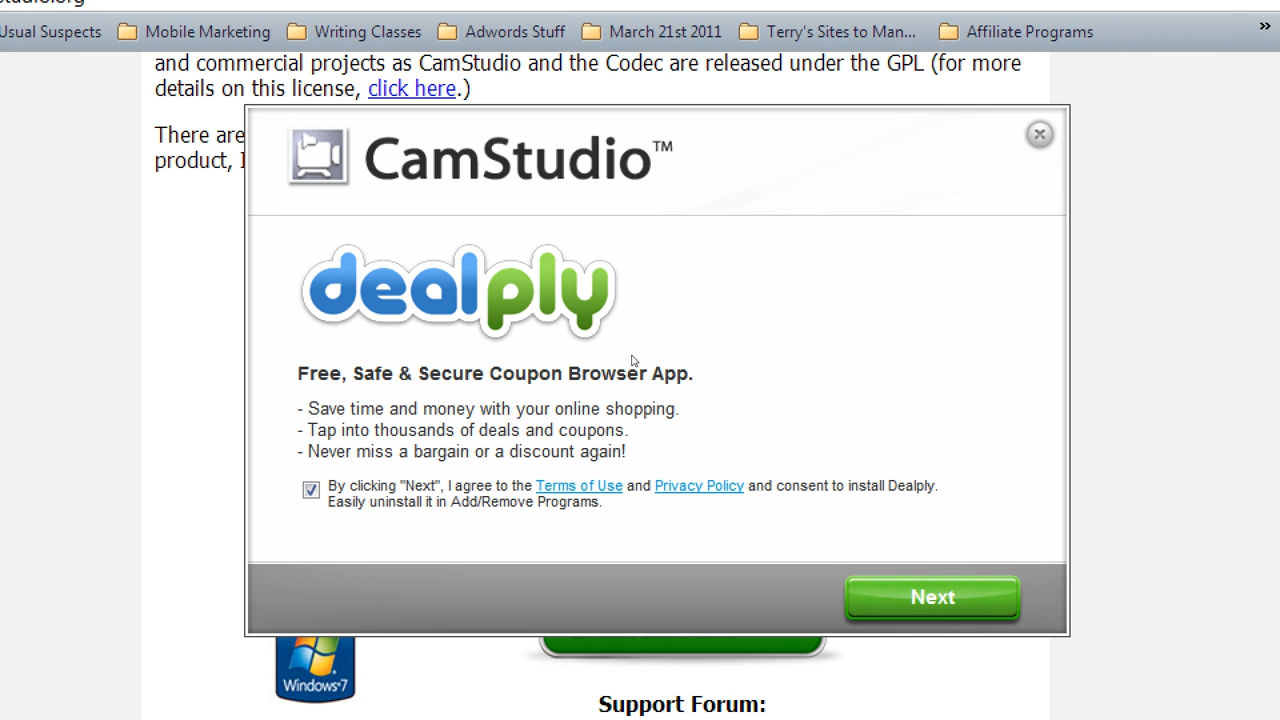 Usual Suspects Mobile Marketing Writing Classes Adwords Stuff March 21st 2011 Terry's Sites to Man... Affiliate Programs »
and commercial projects as CamStudio and the Codec are released under the GPL (for more
details on this license, click here.)
There are
product,
CamStudio™
dealply
Free, Safe & Secure Coupon Browser App.
- Save time and money with your online shopping.
- Tap into thousands of deals and coupons.
- Never miss a bargain or a discount again!
By clicking "Next", I agree to the Terms of Use and Privacy Policy and consent to install Dealply.
Easily uninstall it in Add/Remove Programs.
Next
Windows 7
Support Forum: